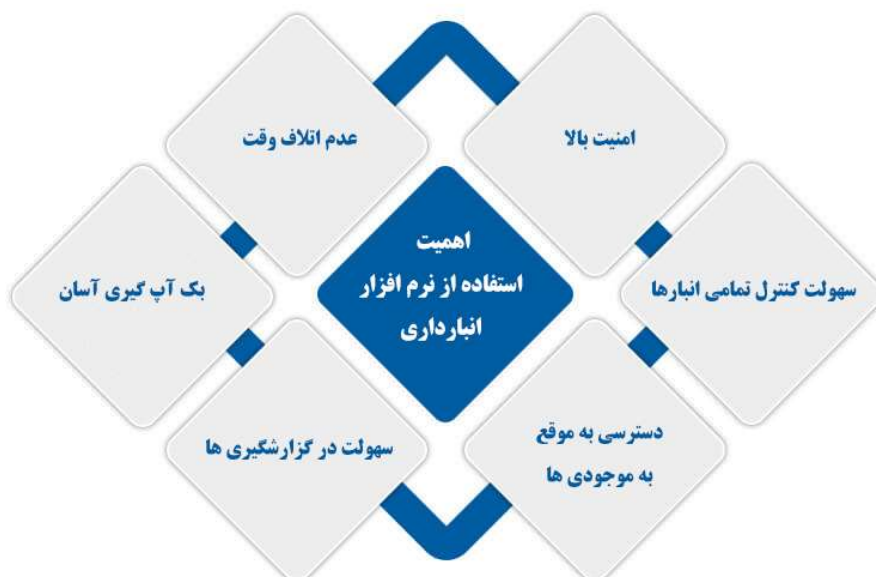 امنیت بالا
عدم اتلاف وقت
اهمیت
استفاده از نرم افزار
انبارداری
سهولت کنترل تمامی انبارها
بک آپ گیری آسان
دسترسی به موقع
به موجودی ها
سهولت در گزارشگیری ها